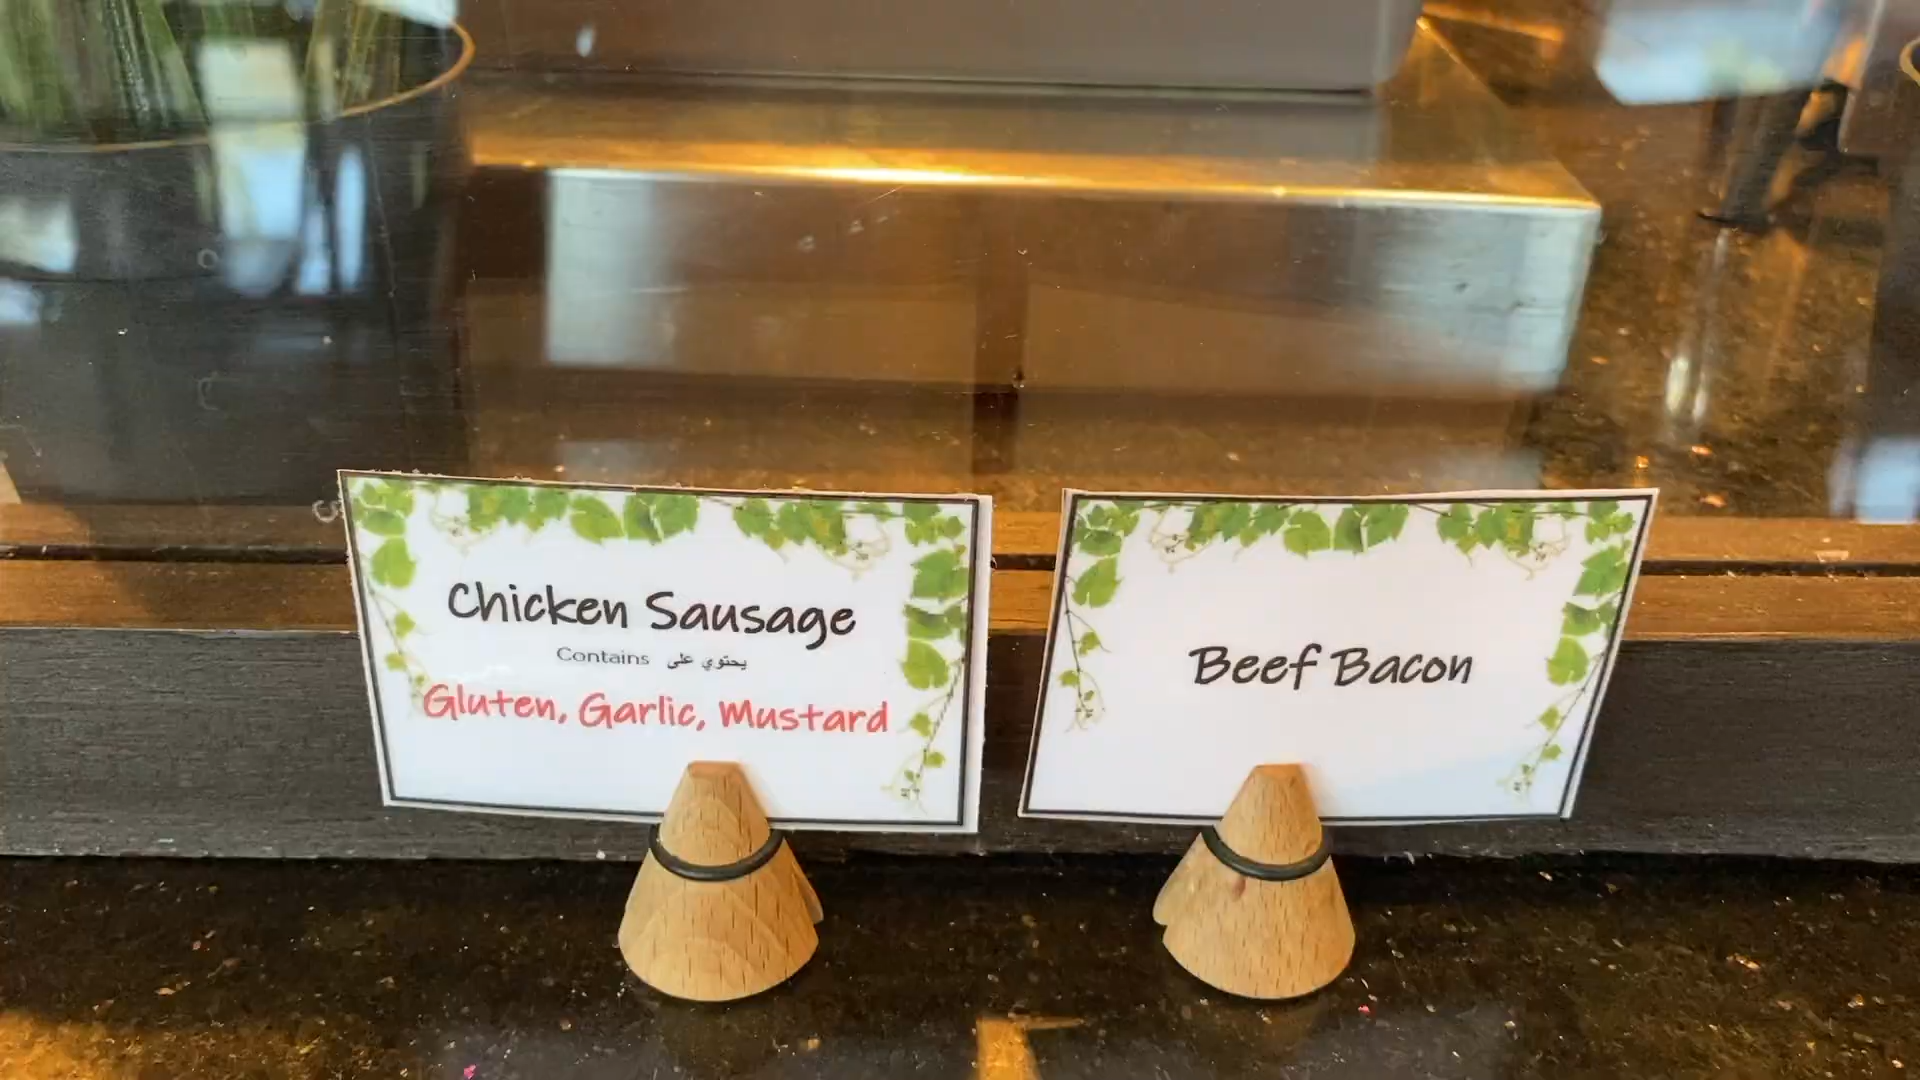 Chicken Sausage
Contains يحتوي على
Gluten, Garlic, Mustard
Beef Bacon